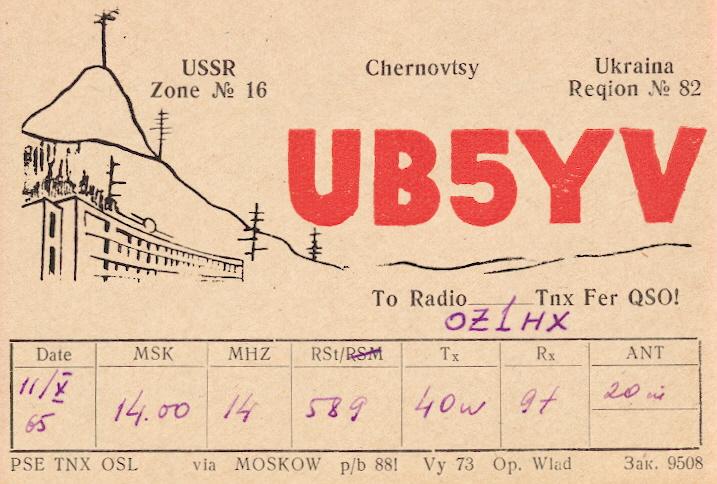 USSR
Zone № 16
Chernovtsy
Ukraina
Reqion № 82
UB5YV
To Radio Tnx Fer QSO!
OZ1HX
Date MSK MHZ RSt/RSM Tx Rx ANT
11/X 65 14.00 14 589 40w 9t 20 m
PSE TNX OSL via MOSKOW p/b 88! Vy 73 Op. Wlad Зак. 9508